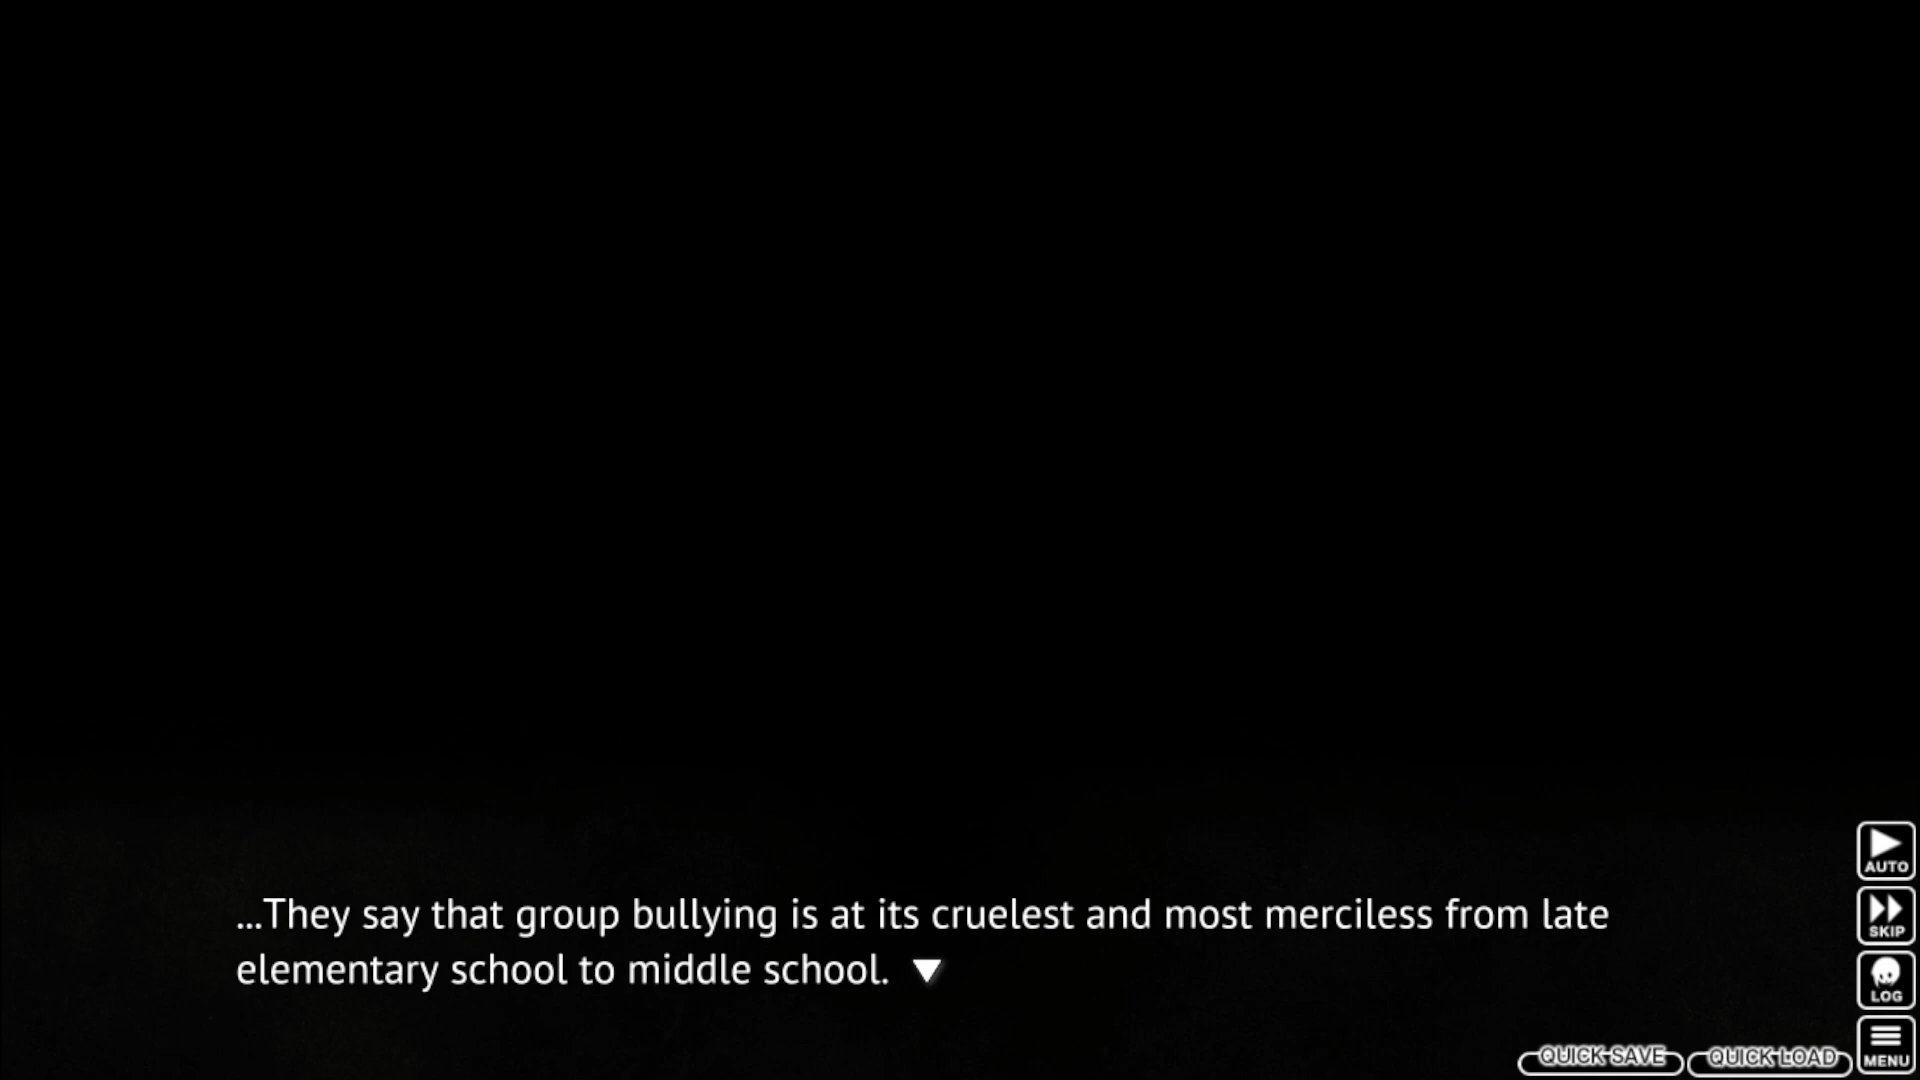 ...They say that group bullying is at its cruelest and most merciless from late
elementary school to middle school.
AUTO
SKIP
LOG
MENU
QUICK SAVE QUICK LOAD